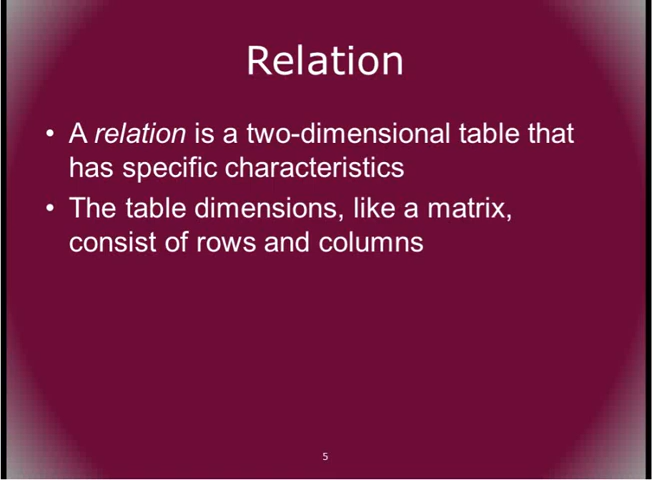 Relation
• A relation is a two-dimensional table that
has specific characteristics
• The table dimensions, like a matrix,
consist of rows and columns
5